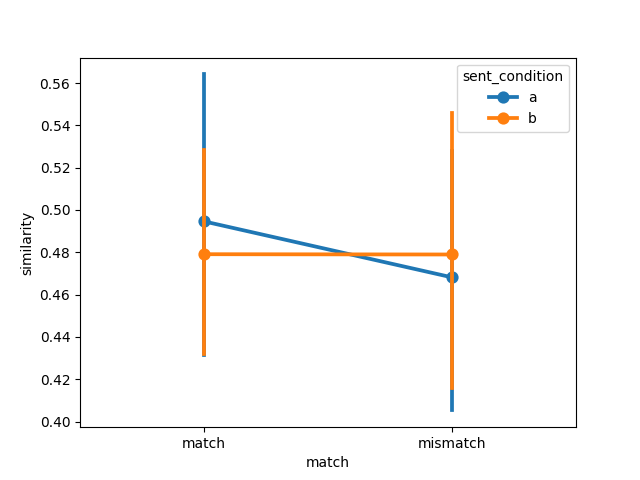 sent_condition
a
b
0.56
0.54
0.52
0.50
0.48
0.46
0.44
0.42
0.40
similarity
match
mismatch
match